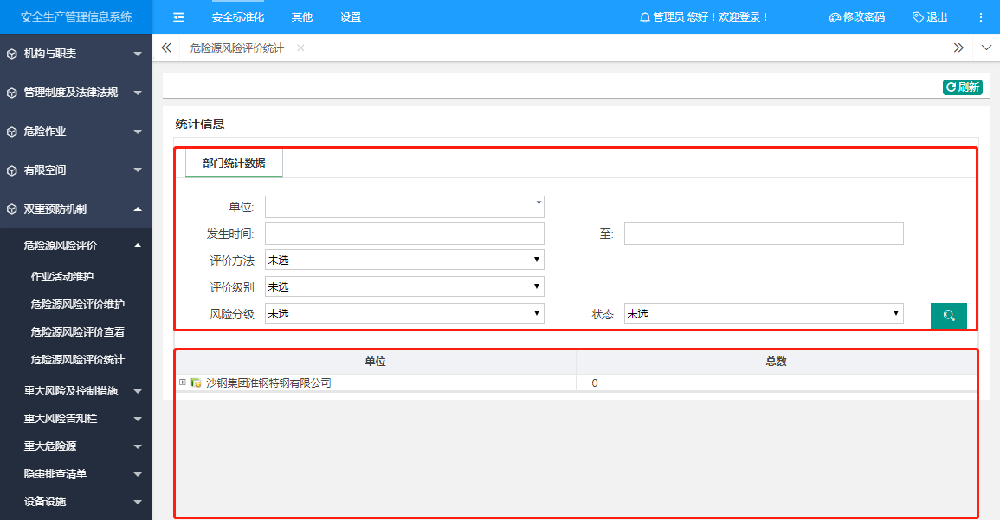 安全生产管理信息系统
安全标准化 其他 设置
管理员 您好！欢迎登录！ 修改密码 退出
机构与职责
管理制度及法律法规
危险作业
有限空间
双重预防机制
危险源风险评价
作业活动维护
危险源风险评价维护
危险源风险评价查看
危险源风险评价统计
重大风险及控制措施
重大风险告知栏
重大危险源
隐患排查清单
设备设施
危险源风险评价统计
刷新
统计信息
部门统计数据
单位:
发生时间: 至:
评价方法 未选
评价级别 未选
风险分级 未选 状态 未选
单位 总数
沙钢集团淮钢特钢有限公司 0